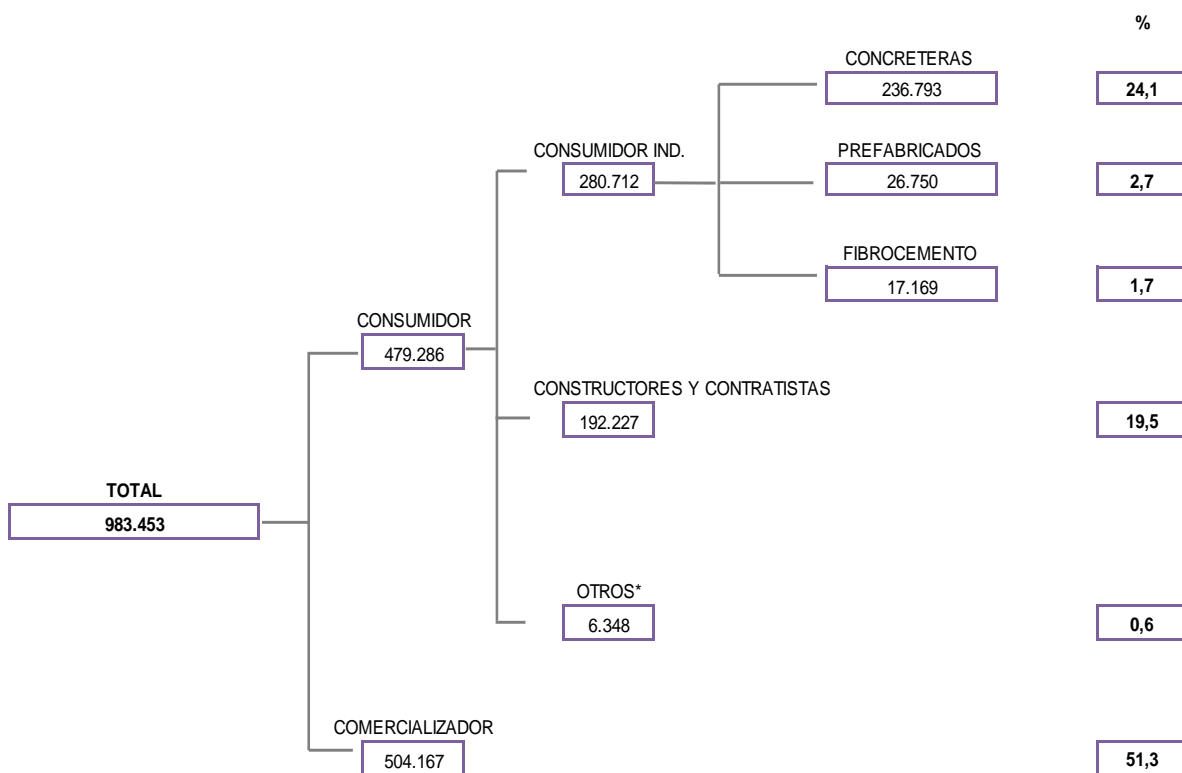 %
CONCRETERAS
236.793
24,1
CONSUMIDOR IND.
280.712
PREFABRICADOS
26.750
2,7
FIBROCEMENTO
17.169
1,7
CONSUMIDOR
479.286
CONSTRUCTORES Y CONTRATISTAS
192.227
19,5
TOTAL
983.453
OTROS*
6.348
0,6
COMERCIALIZADOR
504.167
51,3